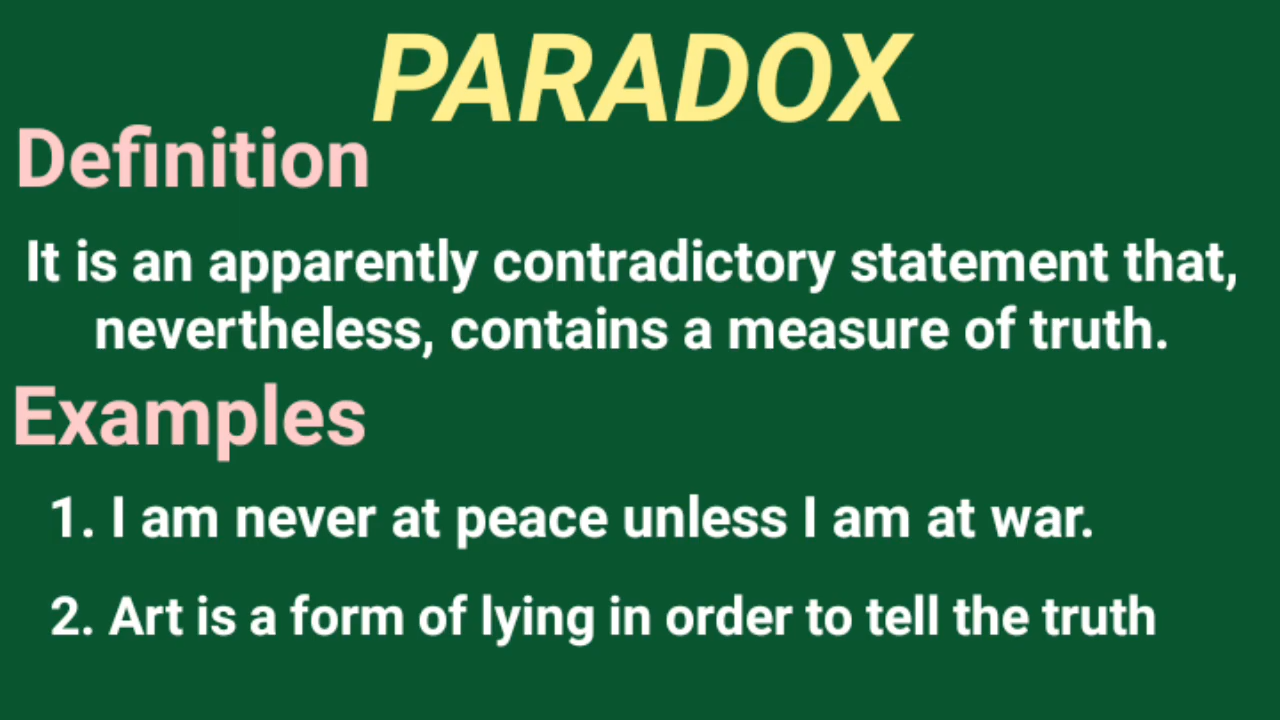 PARADOX
Definition
It is an apparently contradictory statement that,
nevertheless, contains a measure of truth.
Examples
1. I am never at peace unless I am at war.
2. Art is a form of lying in order to tell the truth